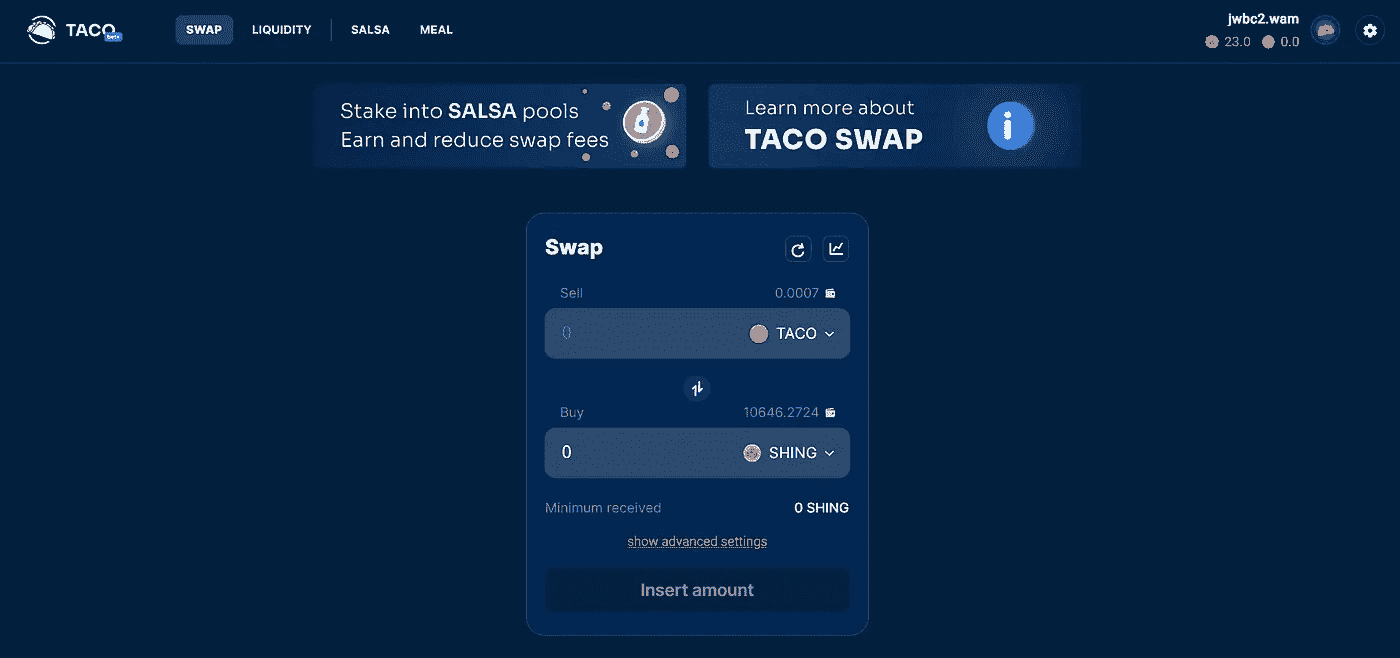 TACO
beta
SWAP
LIQUIDITY
SALSA
MEAL
jwbc2.wam
23.0 0.0
Stake into SALSA pools
Earn and reduce swap fees
Learn more about
TACO SWAP
Swap
Sell 0.0007
0 TACO
Buy 10646.2724
0 SHING
Minimum received 0 SHING
show advanced settings
Insert amount